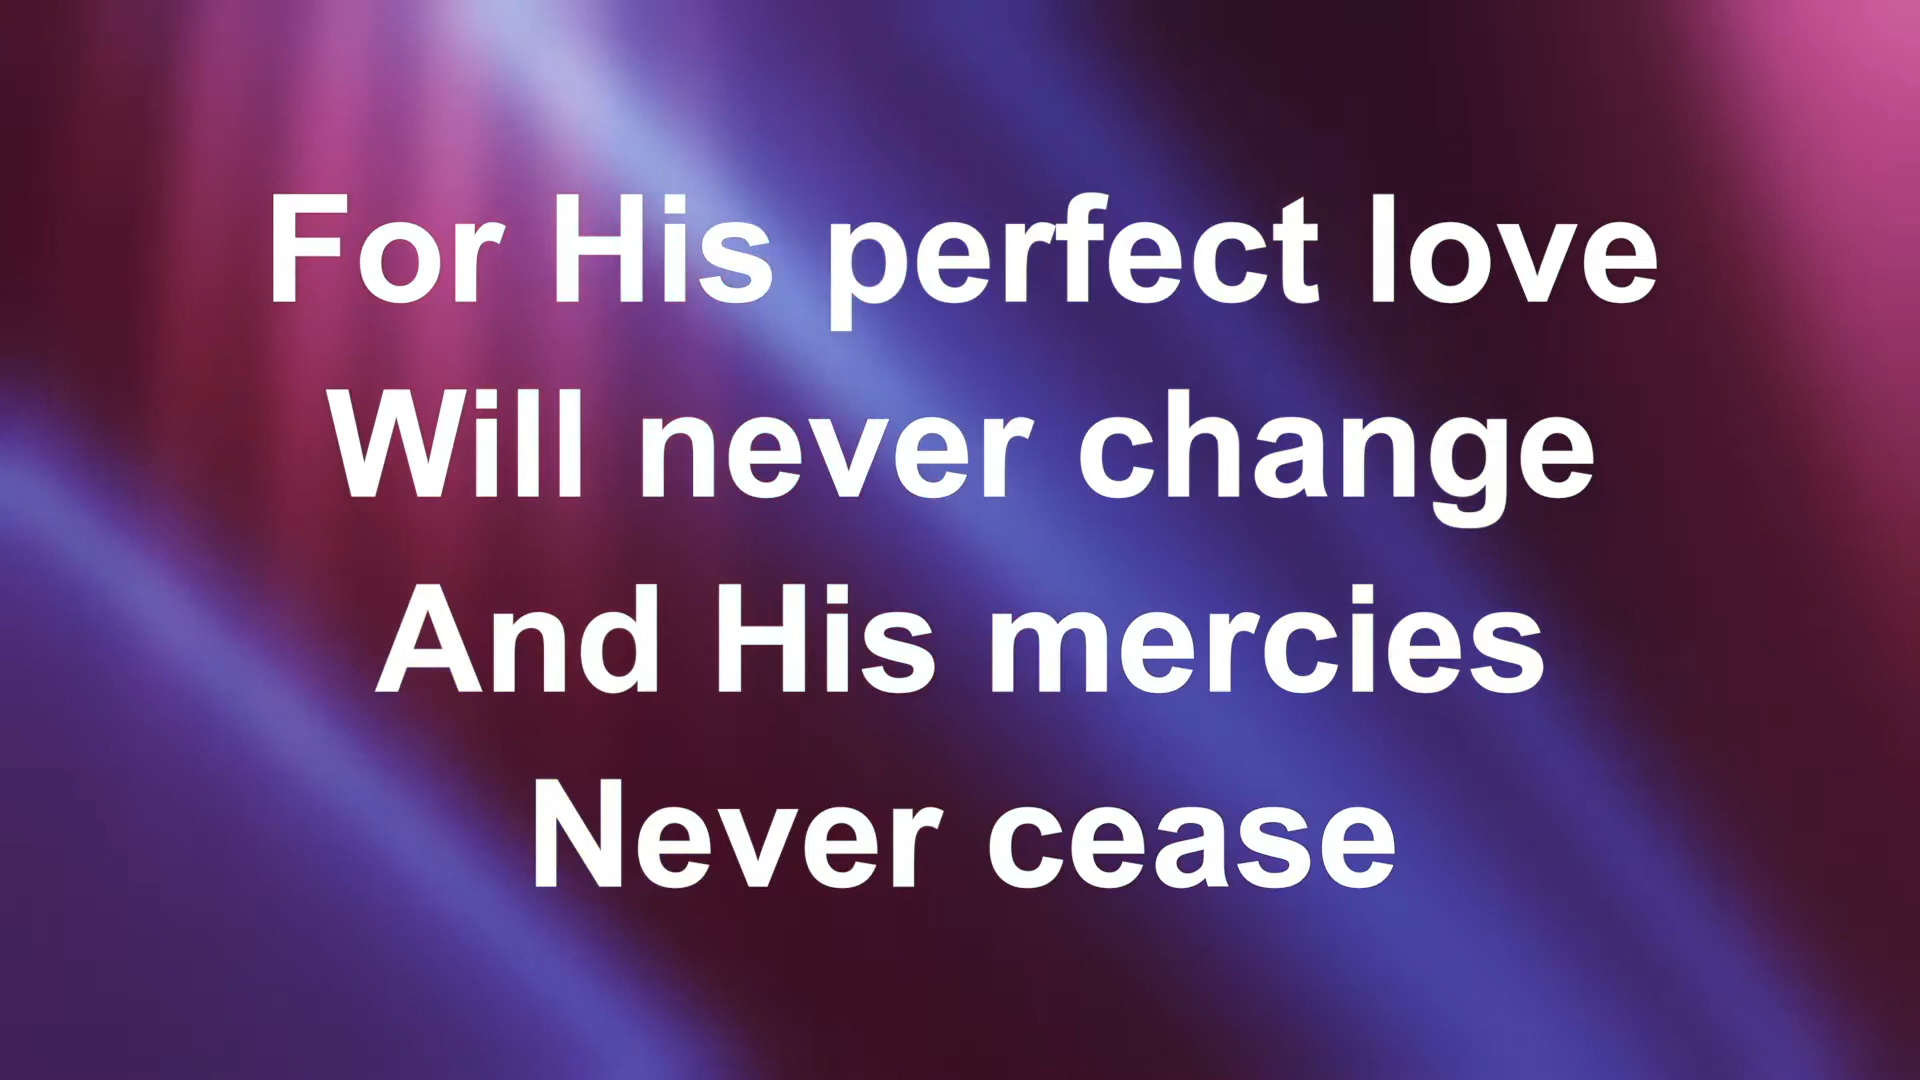 For His perfect love
Will never change
And His mercies
Never cease